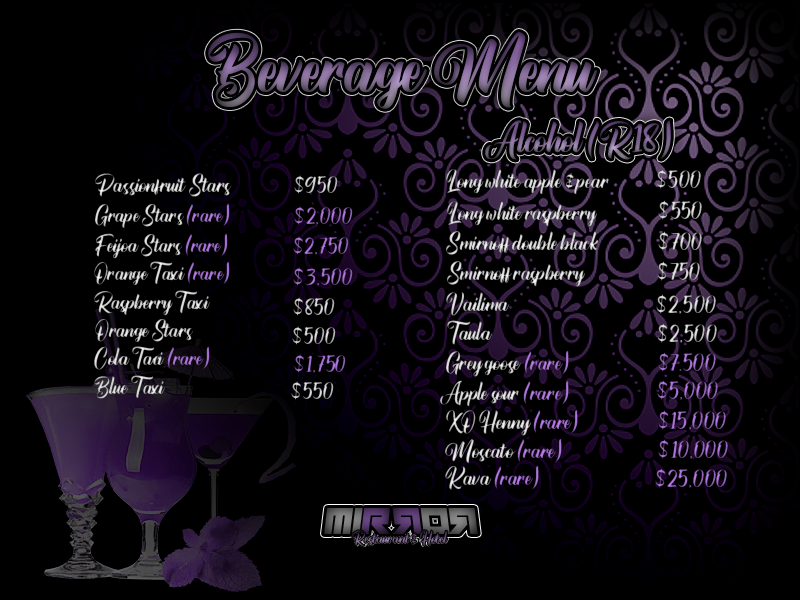 Beverage Menu
Passionfruit Stars $950
Grape Stars (rare) $2,000
Feijoa Stars (rare) $2,750
Orange Taxi (rare) $3,500
Raspberry Taxi $850
Orange Stars $500
Cola Taxi (rare) $1,750
Blue Taxi $550
Alcohol (R18)
Long white apple & pear $500
Long white raspberry $550
Smirnoff double black $700
Smirnoff raspberry $750
Vailima $2,500
Taula $2,500
Grey goose (rare) $7,500
Apple sour (rare) $5,000
XO Henny (rare) $15,000
Moscato (rare) $10,000
Kava (rare) $25,000
MIRROR
Restaurant & Hotel